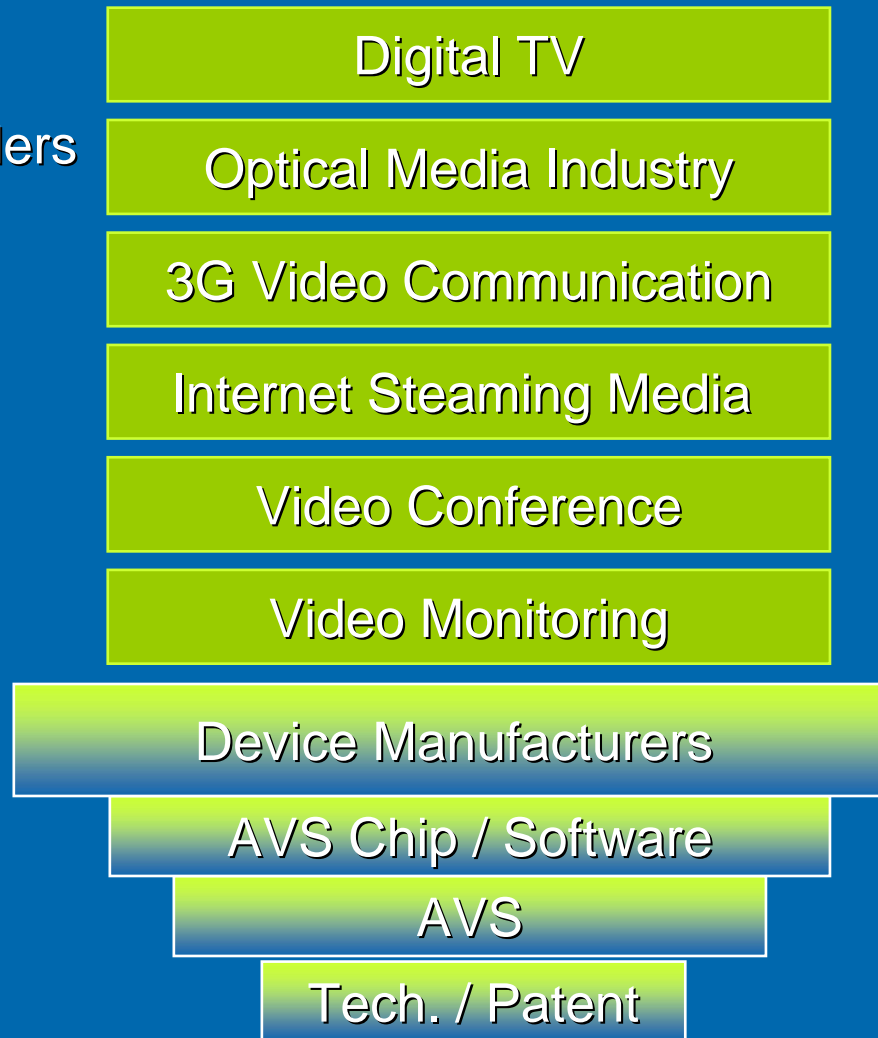 Digital TV
Optical Media Industry
3G Video Communication
Internet Steaming Media
Video Conference
Video Monitoring
Device Manufacturers
AVS Chip / Software
AVS
Tech. / Patent